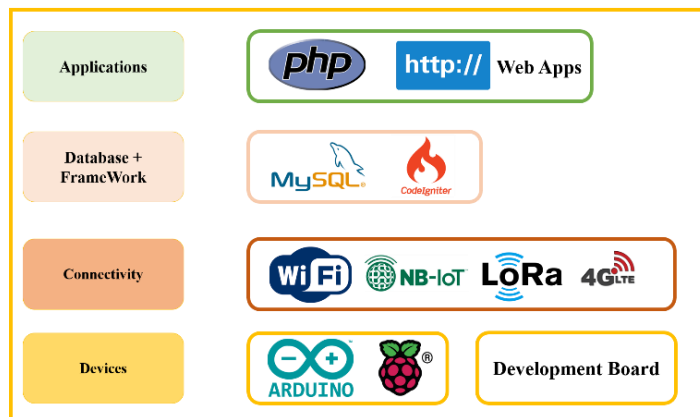 Applications
php
http://
Web Apps
Database +
FrameWork
MySQL®
CodeIgniter
Connectivity
WiFi
NB-IoT
LoRa
4G LTE
Devices
ARDUINO
®
Development Board